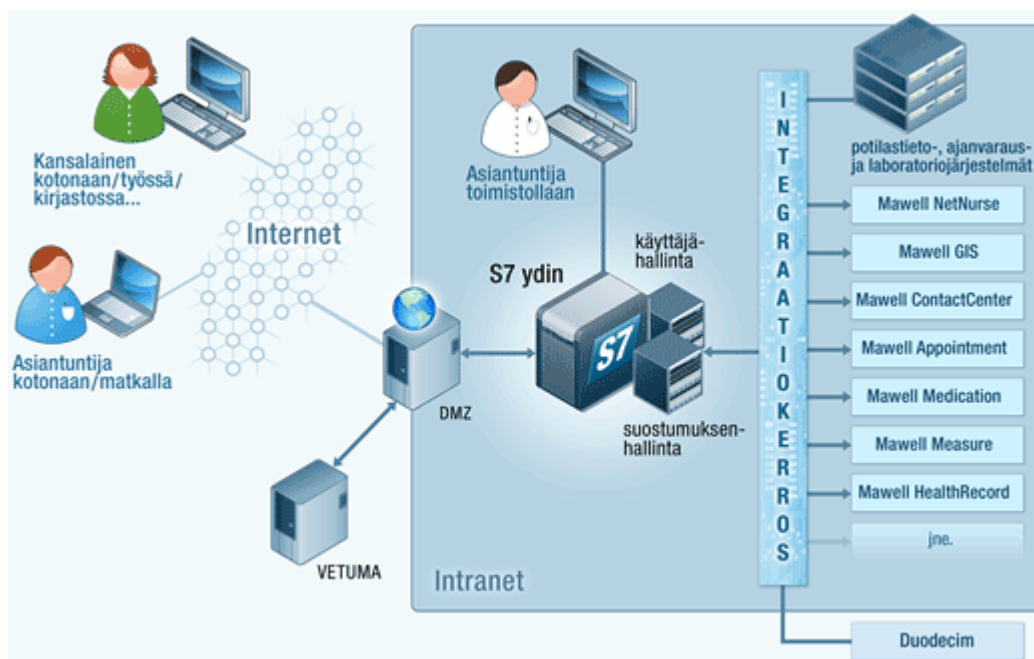 Kansalainen
kotonaan/työssä/
kirjastossa...
Internet
Asiantuntija
kotonaan/matkalla
DMZ
VETUMA
Asiantuntija
toimistollaan
S7 ydin
käyttäjä-
hallinta
S7
suostumuksen-
hallinta
Intranet
INTEGRAATIOKERROS
potilastieto-, ajanvaraus-
ja laboratoriojärjestelmät
Mawell NetNurse
Mawell GIS
Mawell ContactCenter
Mawell Appointment
Mawell Medication
Mawell Measure
Mawell HealthRecord
jne.
Duodecim